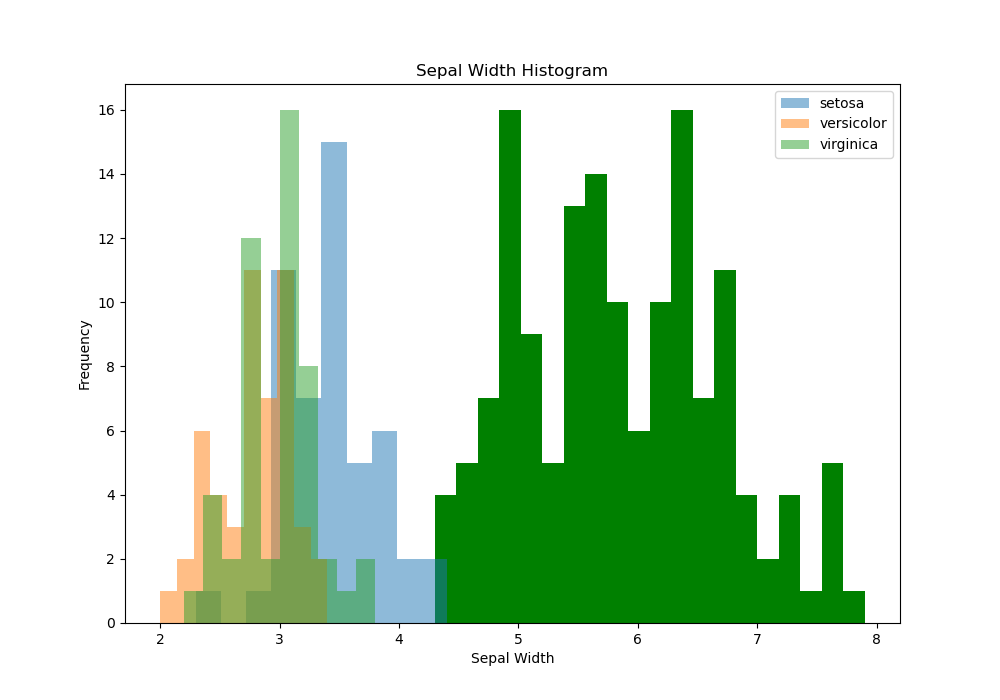 Sepal Width Histogram
setosa
versicolor
virginica
Frequency
16
14
12
10
8
6
4
2
0
2 3 4 5 6 7 8
Sepal Width